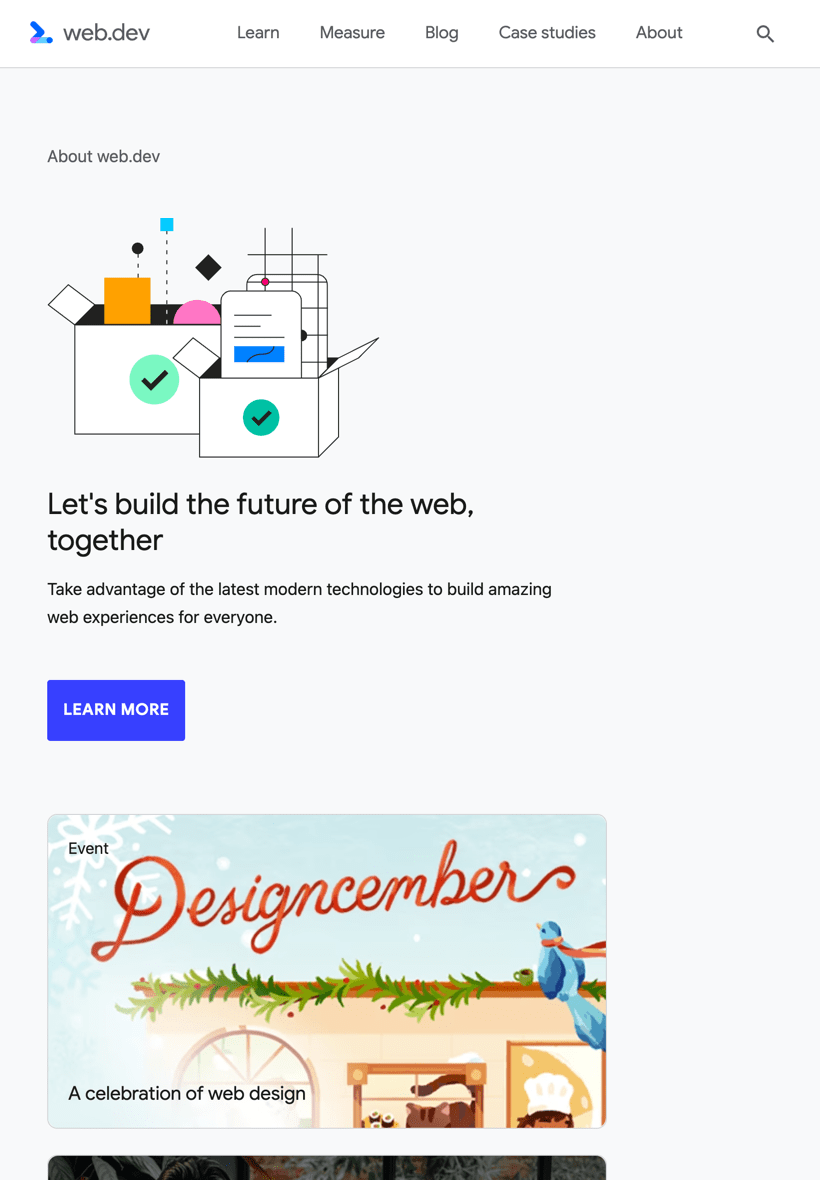 web.dev
Learn
Measure
Blog
Case studies
About
About web.dev
Let's build the future of the web,
together
Take advantage of the latest modern technologies to build amazing
web experiences for everyone.
LEARN MORE
Event
Designcember
A celebration of web design